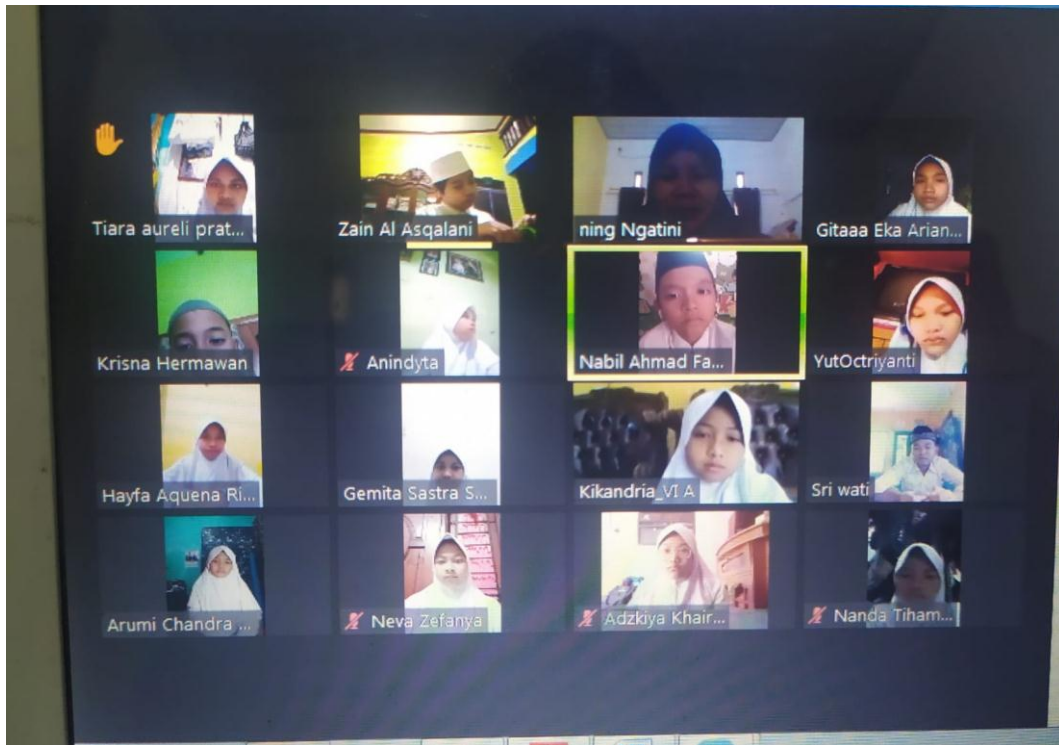 Tiara aureli prat...
Zain Al Asqalani
ning Ngatini
Gitaaa Eka Arian...
Krisna Hermawan
Anindyta
Nabil Ahmad Fa...
YutOctriyanti
Hayfa Aquena Ri...
Gemita Sastra S...
Kikandria_VI A
Sri wati
Arumi Chandra ...
Neva Zefanya
Adzkiya Khair...
Nanda Tiham...